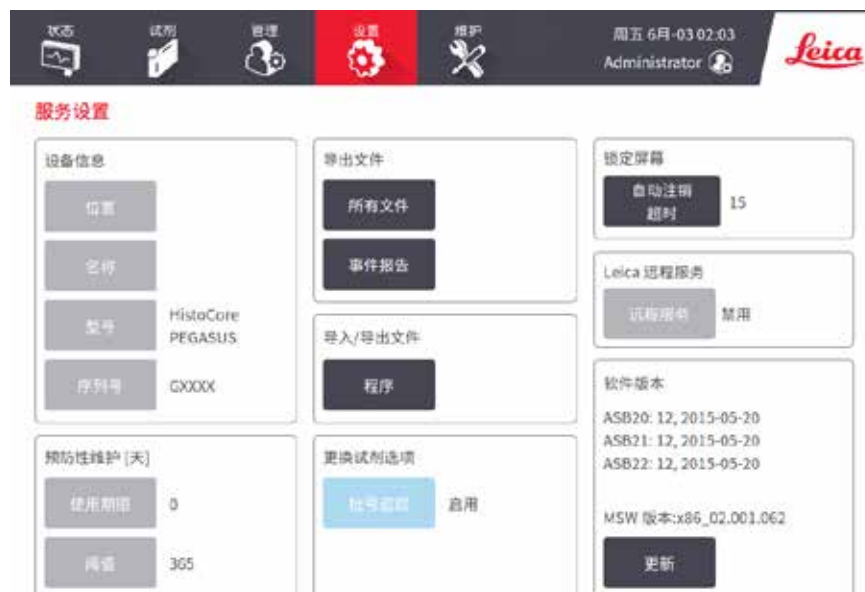 状态
试剂
管理
设置
维护
周五 6月-03 02:03
Administrator
Leica
服务设置
设备信息
位置
名称
型号
HistoCore
PEGASUS
序列号
GXXXX
预防性维护 [天]
使用期限
0
阈值
365
导出文件
所有文件
事件报告
导入/导出文件
程序
更换试剂选项
批号追踪
启用
锁定屏幕
自动注销
超时
15
Leica 远程服务
远程服务
禁用
软件版本
ASB20: 12, 2015-05-20
ASB21: 12, 2015-05-20
ASB22: 12, 2015-05-20
MSW 版本:x86_02.001.062
更新